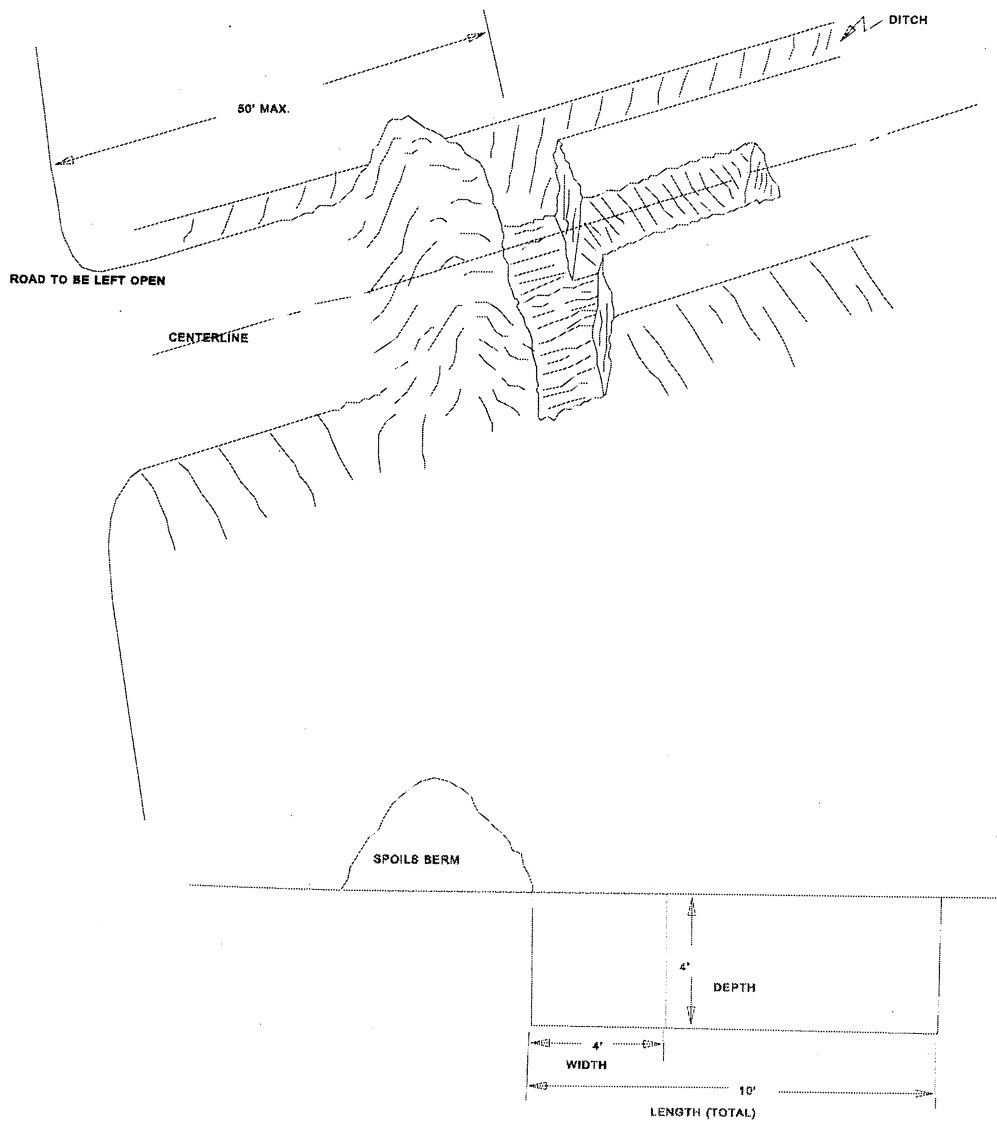 DITCH
50' MAX.
ROAD TO BE LEFT OPEN
CENTERLINE
SPOILS BERM
4'
DEPTH
4'
WIDTH
10'
LENGTH (TOTAL)